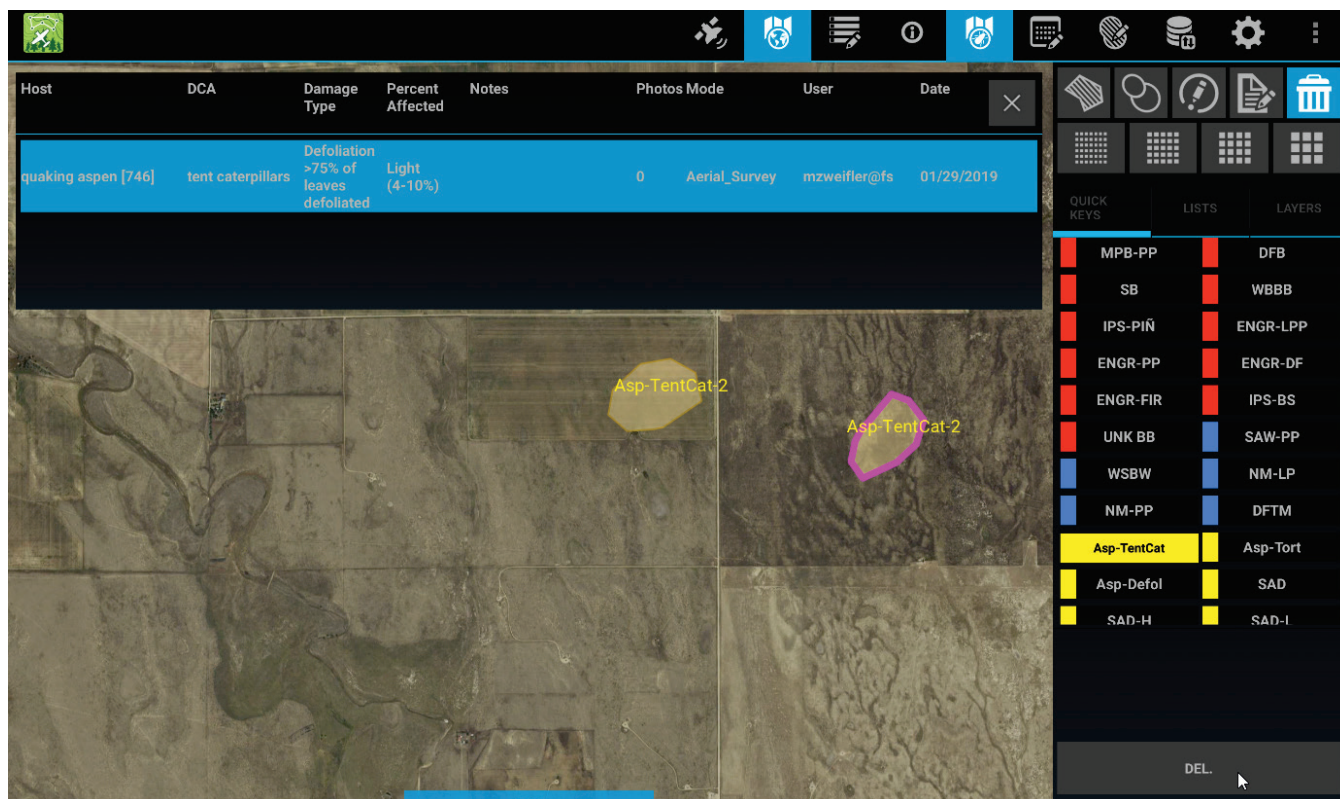 Host DCA Damage Type Percent Affected Notes Photos Mode User Date
quaking aspen [746] tent caterpillars Defoliation >75% of leaves defoliated Light (4-10%) 0 Aerial_Survey mzweifler@fs 01/29/2019
Asp-TentCat-2
Asp-TentCat-2
QUICK KEYS LISTS LAYERS
MPB-PP DFB
SB WBBB
IPS-PIÑ ENGR-LPP
ENGR-PP ENGR-DF
ENGR-FIR IPS-BS
UNK BB SAW-PP
WSBW NM-LP
NM-PP DFTM
Asp-TentCat Asp-Tort
Asp-Defol SAD
SAD-H SAD-L
DEL.